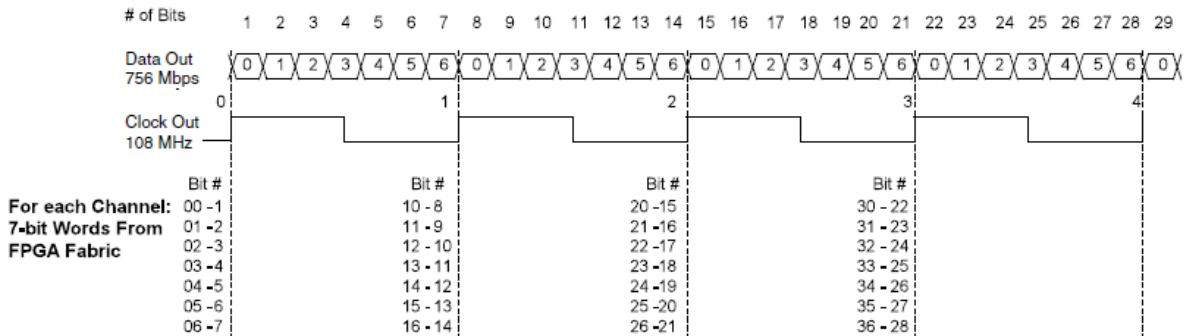 # of Bits 1 2 3 4 5 6 7 8 9 10 11 12 13 14 15 16 17 18 19 20 21 22 23 24 25 26 27 28 29
Data Out 0 1 2 3 4 5 6 0 1 2 3 4 5 6 0 1 2 3 4 5 6 0 1 2 3 4 5 6 0
756 Mbps
0 1 2 3 4
Clock Out
108 MHz
Bit # Bit # Bit # Bit #
For each Channel: 00 -1 10 - 8 20 -15 30 - 22
7-bit Words From 01 -2 11 - 9 21 -16 31 - 23
FPGA Fabric 02 -3 12 - 10 22 -17 32 - 24
03 -4 13 - 11 23 -18 33 - 25
04 -5 14 - 12 24 -19 34 - 26
05 -6 15 - 13 25 -20 35 - 27
06 -7 16 - 14 26 -21 36 - 28